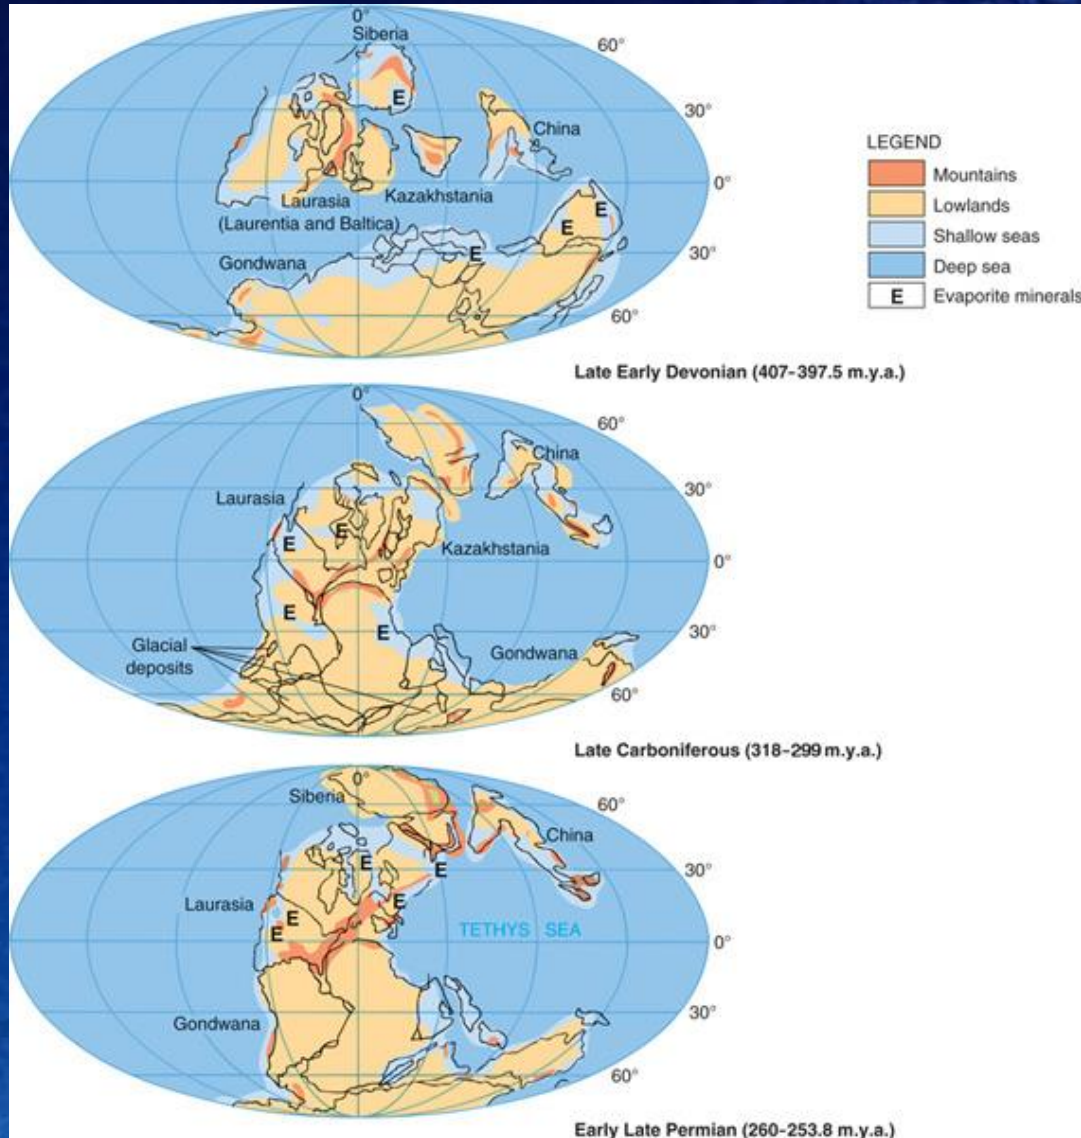 0°
Siberia
60°
E
30°
China
0°
Laurasia
Kazakhstania
(Laurentia and Baltica)
E
E
30°
E
Gondwana
60°
Late Early Devonian (407–397.5 m.y.a.)
LEGEND
Mountains
Lowlands
Shallow seas
Deep sea
E Evaporite minerals
0°
60°
China
Laurasia
30°
E
E
Kazakhstania
0°
E
E
30°
Glacial
deposits
Gondwana
60°
Late Carboniferous (318–299 m.y.a.)
0°
Siberia
60°
China
E
E
30°
Laurasia
E
E
E
TETHYS SEA
0°
30°
Gondwana
60°
Early Late Permian (260–253.8 m.y.a.)